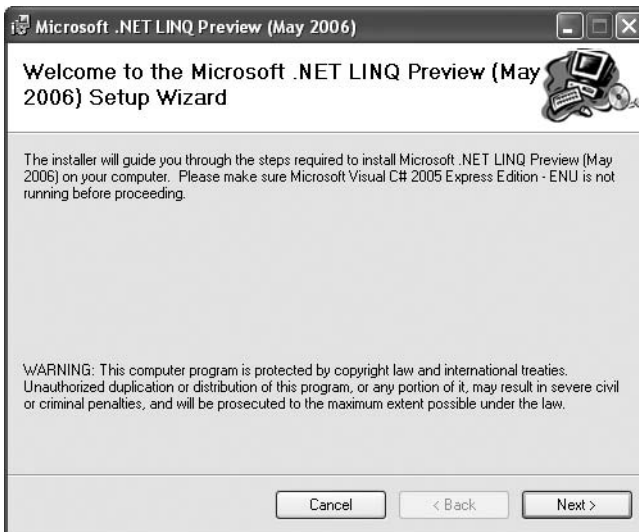 Microsoft .NET LINQ Preview (May 2006)
Welcome to the Microsoft .NET LINQ Preview (May
2006) Setup Wizard
The installer will guide you through the steps required to install Microsoft .NET LINQ Preview (May
2006) on your computer.  Please make sure Microsoft Visual C# 2005 Express Edition - ENU is not
running before proceeding.
WARNING: This computer program is protected by copyright law and international treaties.
Unauthorized duplication or distribution of this program, or any portion of it, may result in severe civil
or criminal penalties, and will be prosecuted to the maximum extent possible under the law.
Cancel
< Back
Next >